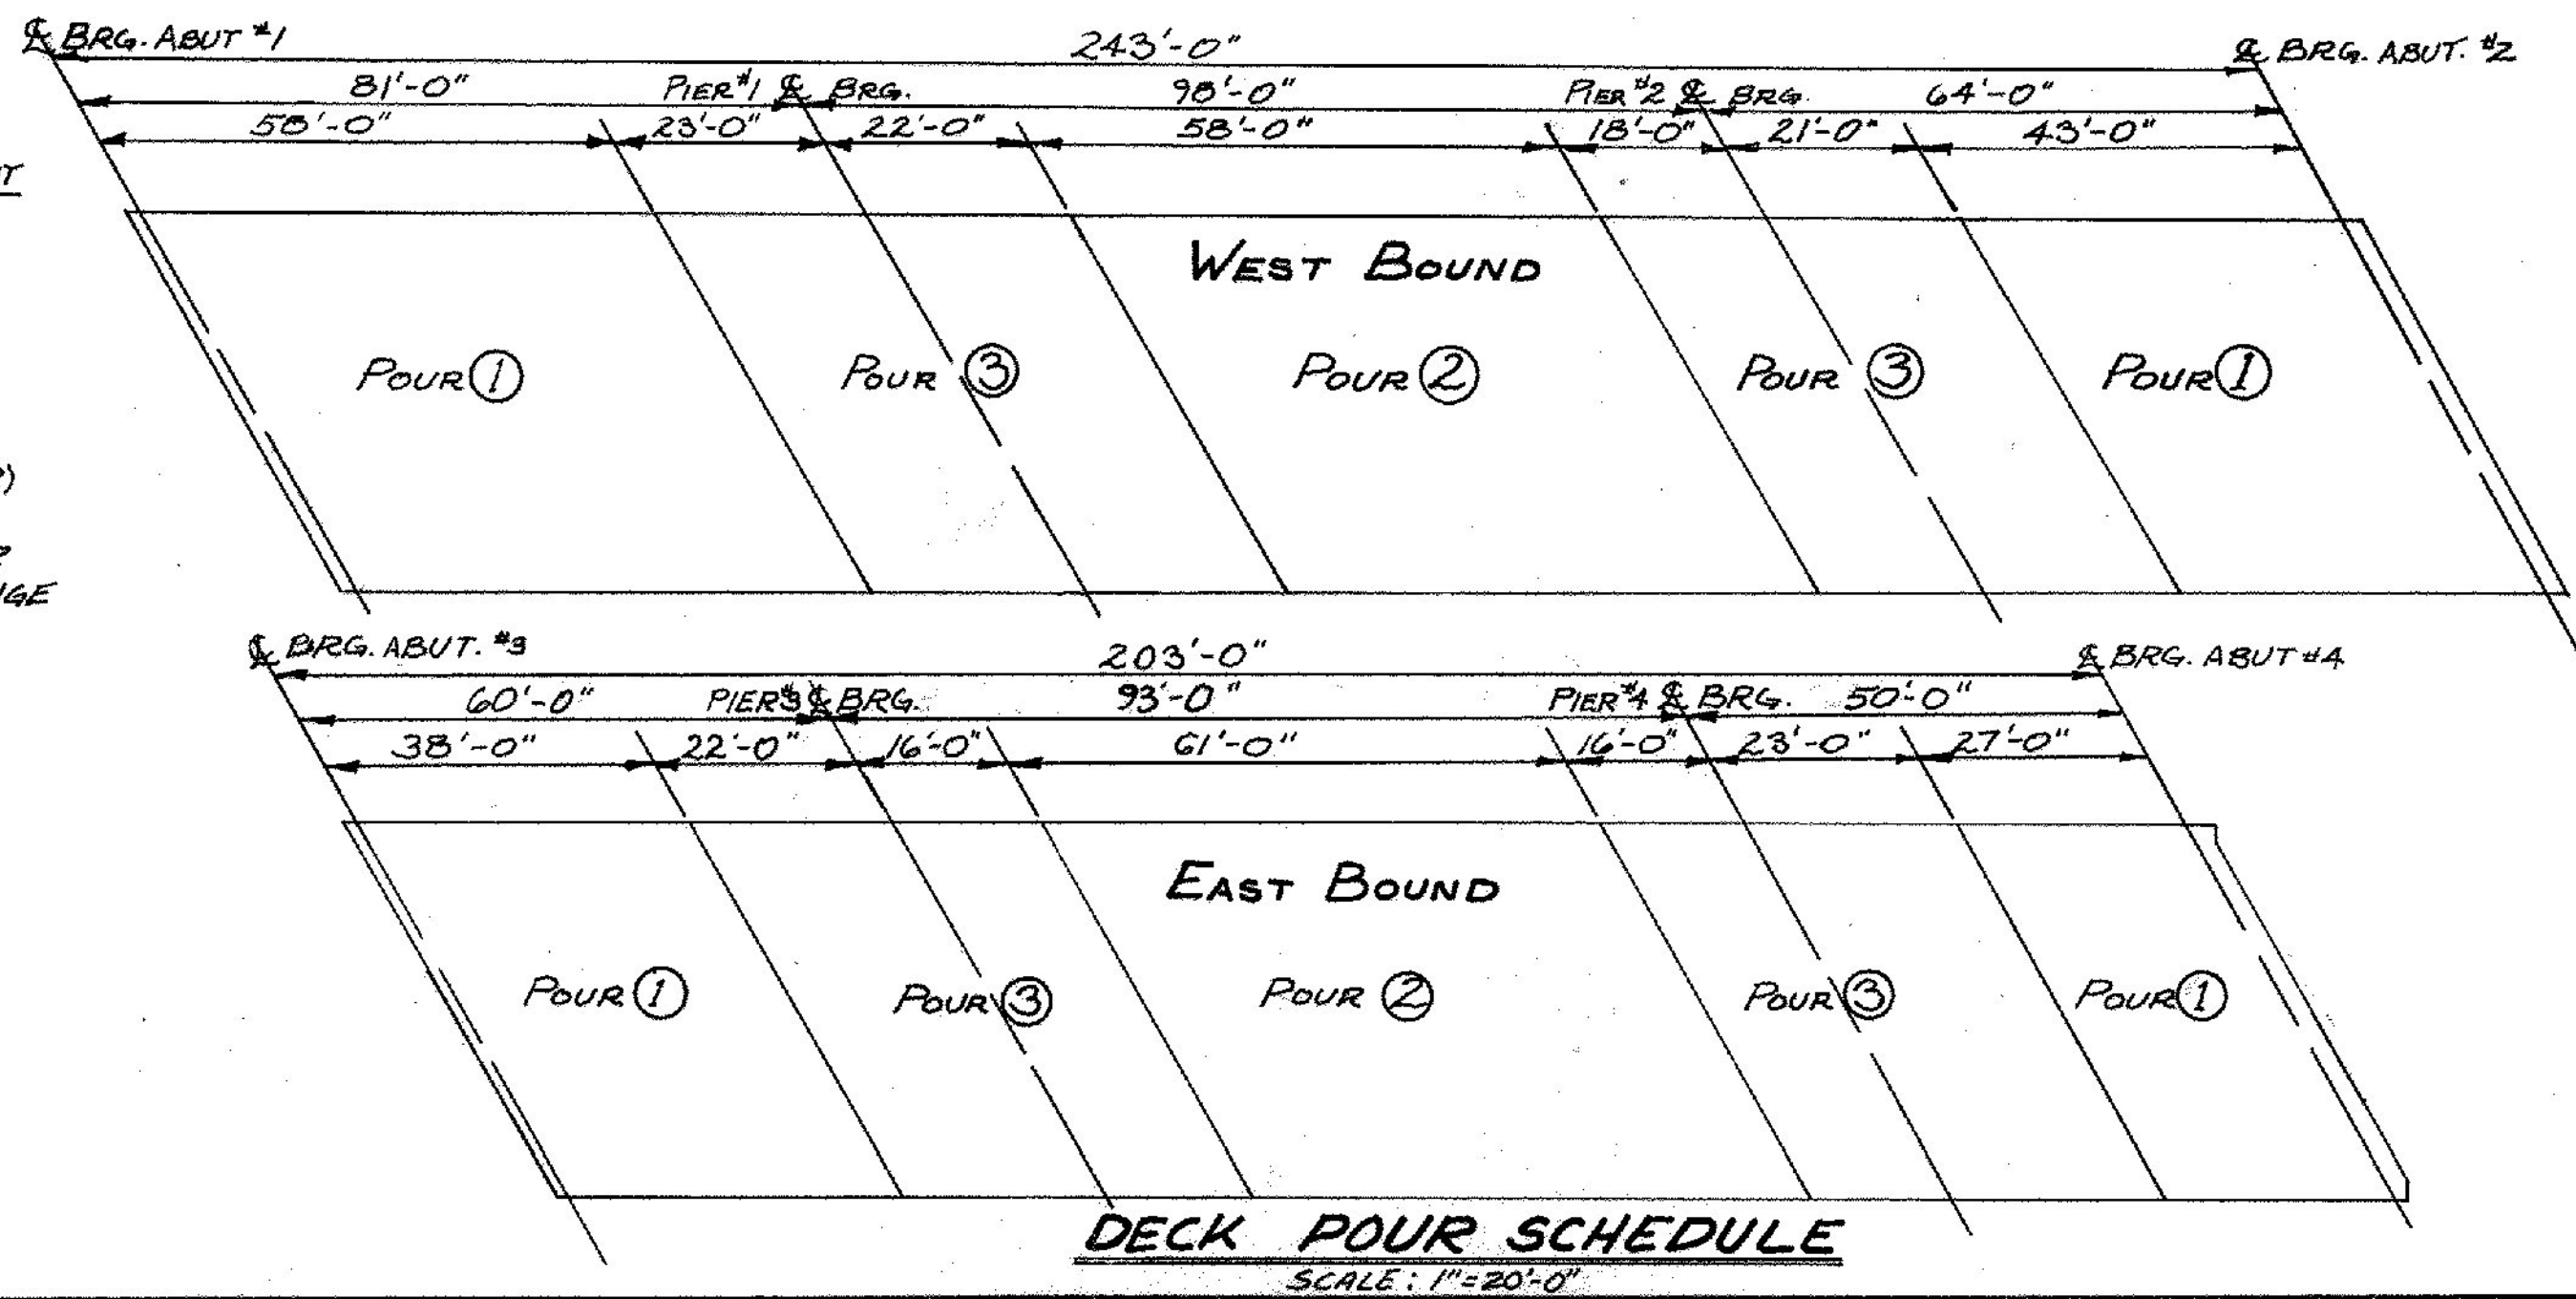 ℄ BRG. ABUT #1
243'-0"
℄ BRG. ABUT. #2
81'-0" PIER #1 ℄ BRG. 98'-0" PIER #2 ℄ BRG. 64'-0"
58'-0" 23'-0" 22'-0" 58'-0" 18'-0" 21'-0" 43'-0"
WEST BOUND
POUR 1 POUR 3 POUR 2 POUR 3 POUR 1
℄ BRG. ABUT. #3
203'-0"
℄ BRG. ABUT #4
60'-0" PIER #3 ℄ BRG. 93'-0" PIER #4 ℄ BRG. 50'-0"
38'-0" 22'-0" 16'-0" 61'-0" 16'-0" 23'-0" 27'-0"
EAST BOUND
POUR 1 POUR 3 POUR 2 POUR 3 POUR 1
DECK POUR SCHEDULE
SCALE: 1"=20'-0"